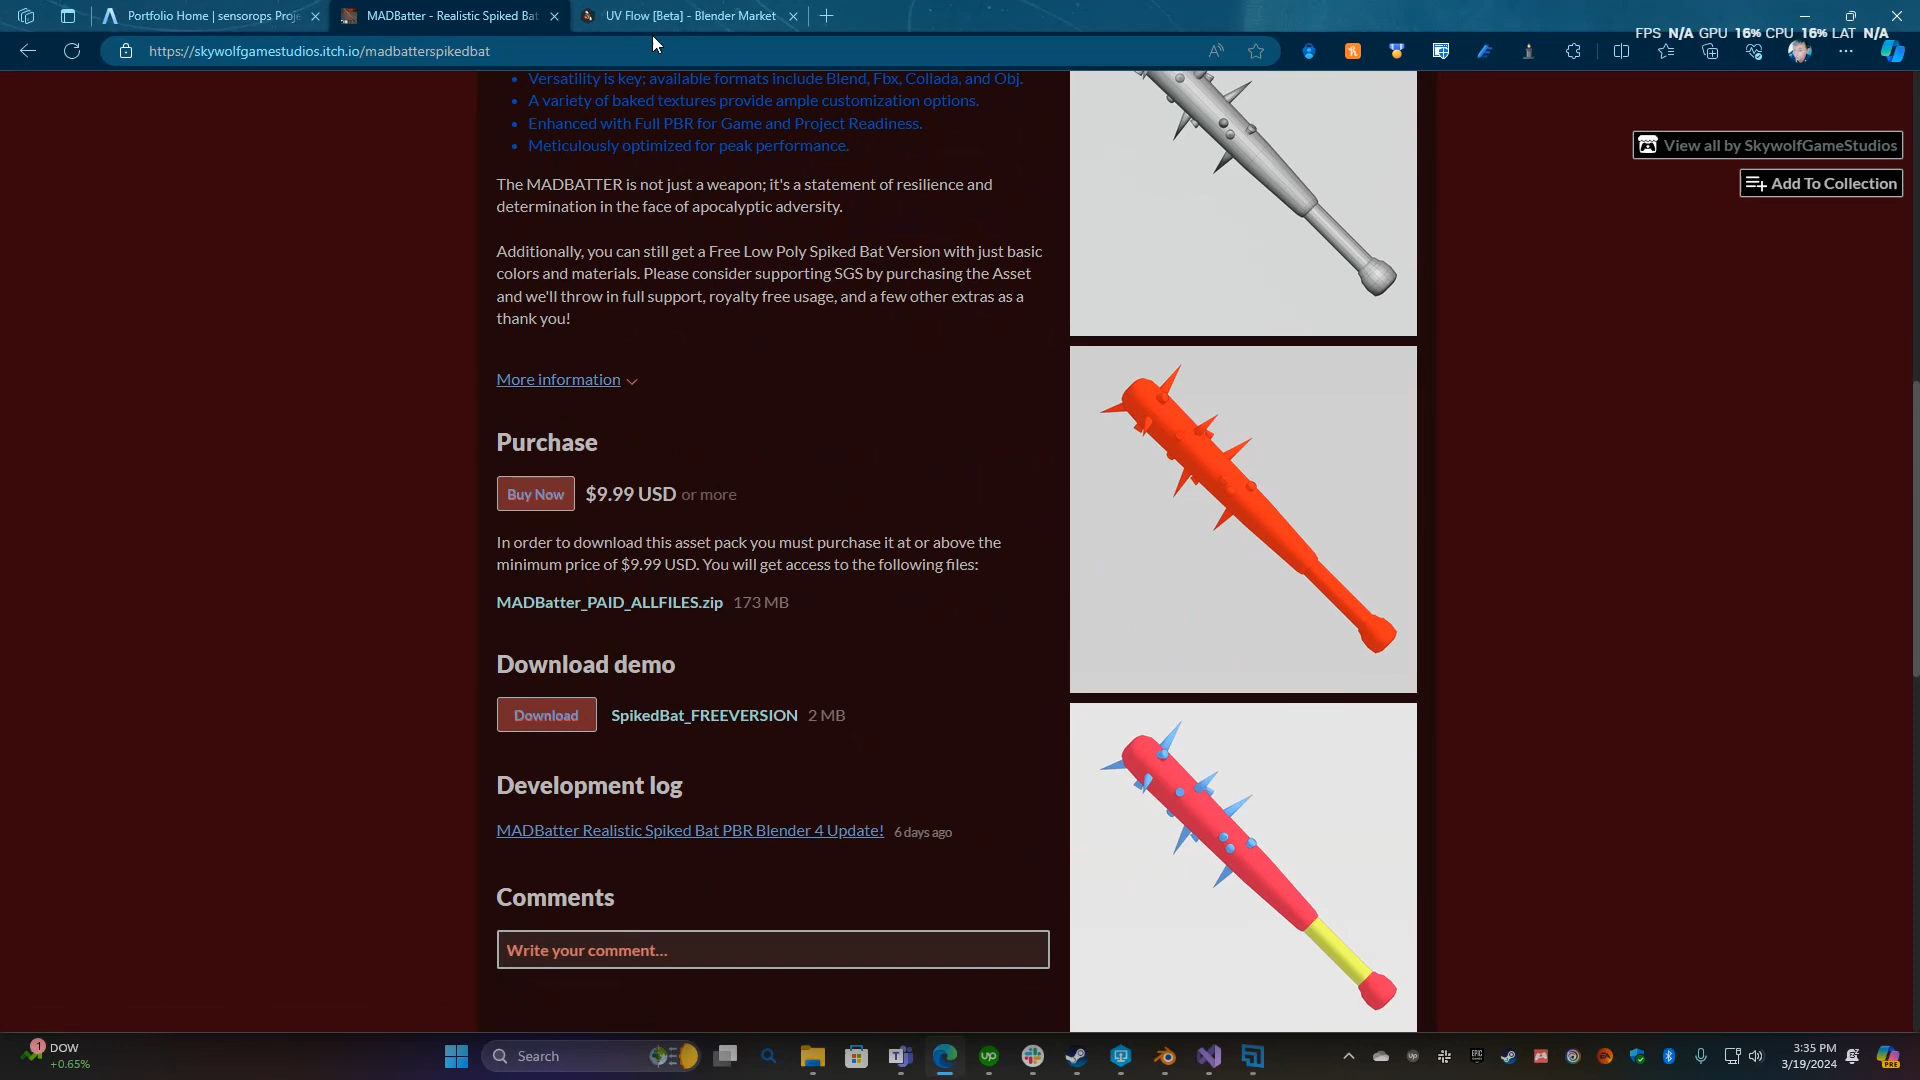 Portfolio Home | sensorops Proje
MADBatter - Realistic Spiked Bat
UV Flow [Beta] - Blender Market
FPS N/A GPU 16% CPU 16% LAT N/A
https://skywolfgamestudios.itch.io/madbatterspikedbat
Versatility is key; available formats include Blend, Fbx, Collada, and Obj.
A variety of baked textures provide ample customization options.
Enhanced with Full PBR for Game and Project Readiness.
Meticulously optimized for peak performance.
View all by SkywolfGameStudios
Add To Collection
The MADBATTER is not just a weapon; it's a statement of resilience and
determination in the face of apocalyptic adversity.
Additionally, you can still get a Free Low Poly Spiked Bat Version with just basic
colors and materials. Please consider supporting SGS by purchasing the Asset
and we'll throw in full support, royalty free usage, and a few other extras as a
thank you!
More information
Purchase
Buy Now $9.99 USD or more
In order to download this asset pack you must purchase it at or above the
minimum price of $9.99 USD. You will get access to the following files:
MADBatter_PAID_ALLFILES.zip 173 MB
Download demo
Download SpikedBat_FREEVERSION 2 MB
Development log
MADBatter Realistic Spiked Bat PBR Blender 4 Update! 6 days ago
Comments
Write your comment...
1 DOW
+0.65%
Search
3:35 PM
3/19/2024